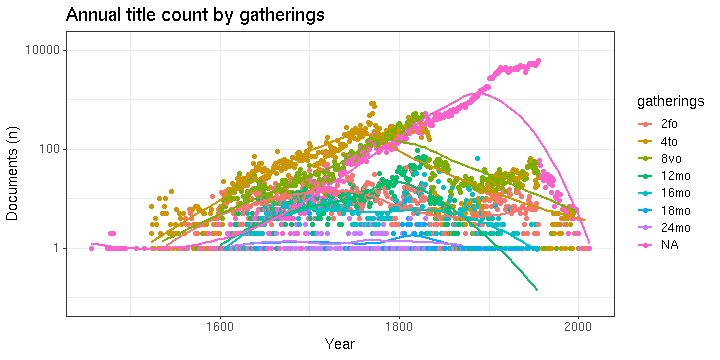 Annual title count by gatherings
10000
100
1
Documents (n)
1600
1800
2000
Year
gatherings
2fo
4to
8vo
12mo
16mo
18mo
24mo
NA